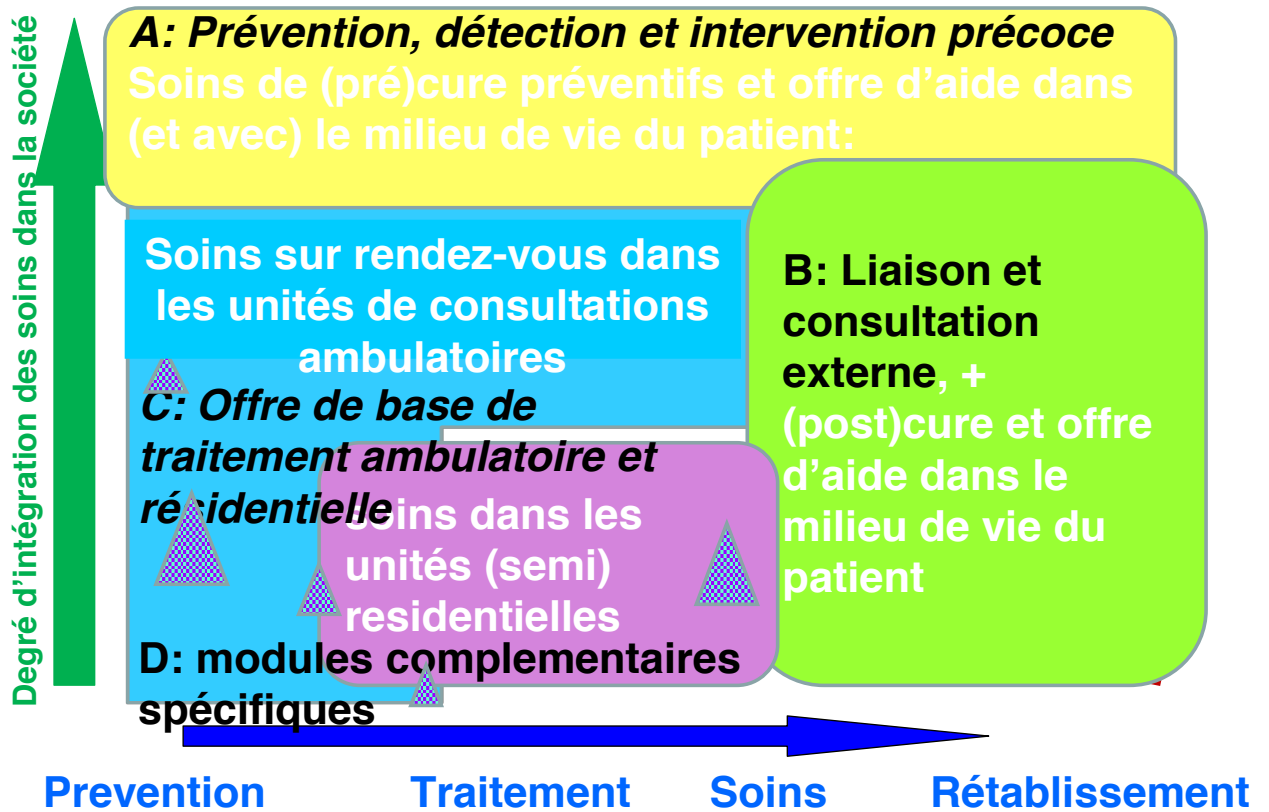 Degré d'intégration des soins dans la société
A: Prévention, détection et intervention précoce
Soins de (pré)cure préventifs et offre d'aide dans
(et avec) le milieu de vie du patient:
Soins sur rendez-vous dans
les unités de consultations
ambulatoires
C: Offre de base de
traitement ambulatoire et
résidentielle
soins dans les
unités (semi)
residentielles
D: modules complementaires
spécifiques
B: Liaison et
consultation
externe, +
(post)cure et offre
d'aide dans le
milieu de vie du
patient
Prevention Traitement Soins Rétablissement